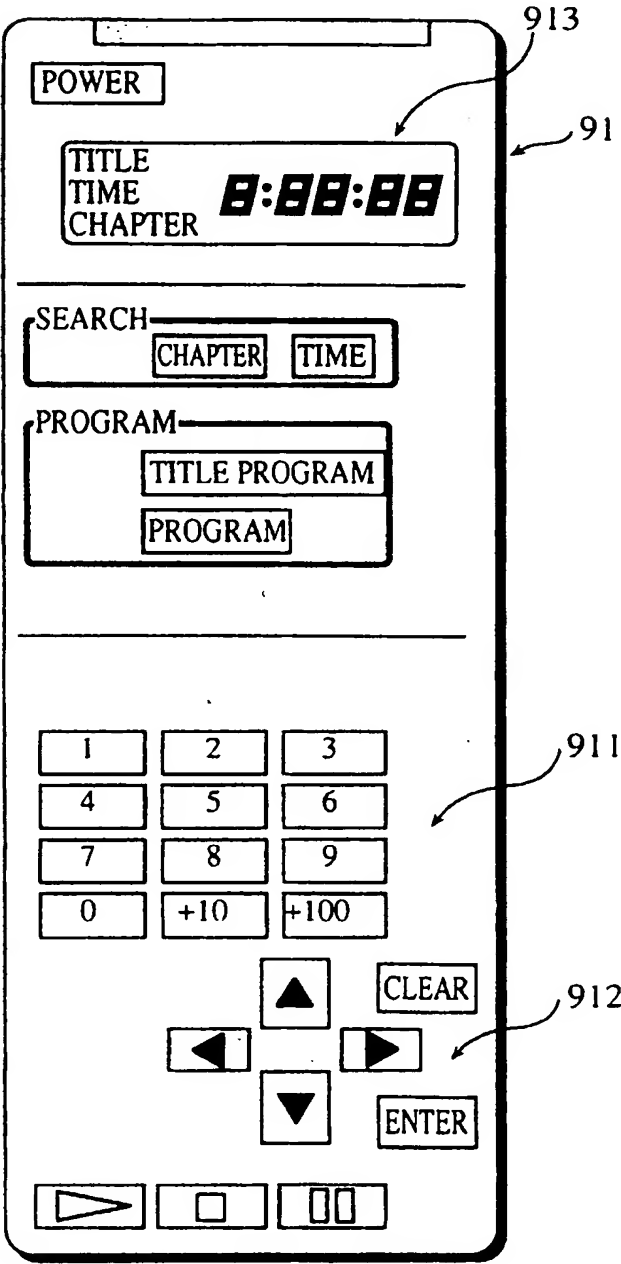 913
POWER
91
TITLE
TIME 8:88:88
CHAPTER
SEARCH
CHAPTER TIME
PROGRAM
TITLE PROGRAM
PROGRAM
1 2 3
911
4 5 6
7 8 9
0 +10 +100
CLEAR
912
ENTER